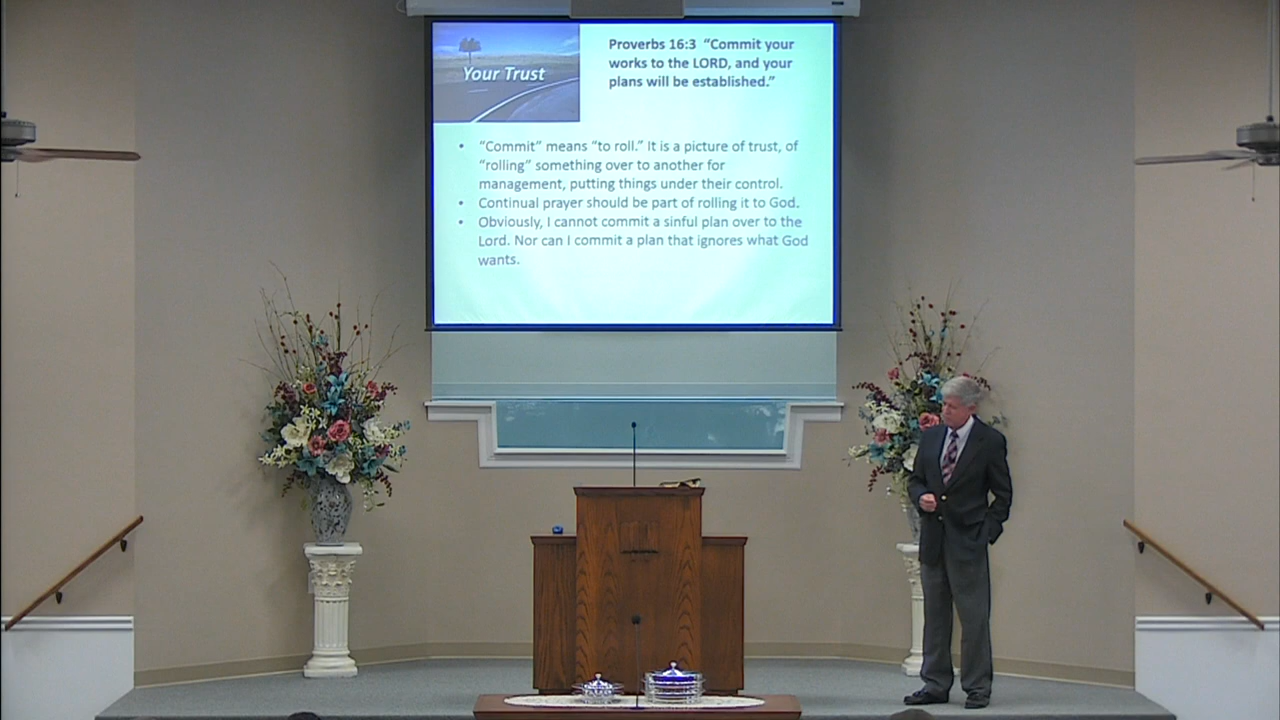 Your Trust
Proverbs 16:3 “Commit your
works to the LORD, and your
plans will be established.”
• “Commit” means “to roll.” It is a picture of trust, of
“rolling” something over to another for
management, putting things under their control.
• Continual prayer should be part of rolling it to God.
• Obviously, I cannot commit a sinful plan over to the
Lord. Nor can I commit a plan that ignores what God
wants.